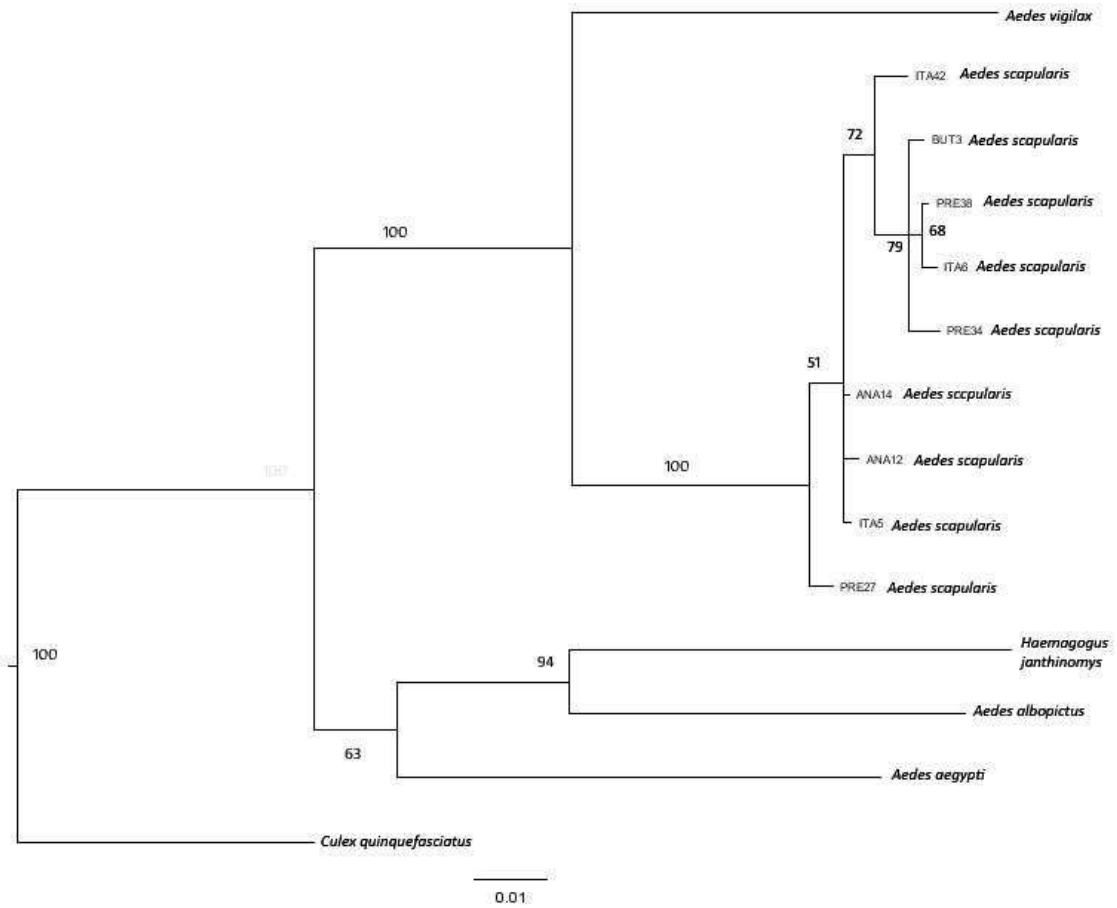 Aedes vigilax
ITA42 Aedes scapularis
72
BUT3 Aedes scapularis
PRE38 Aedes scapularis
100
68
79
ITA6 Aedes scapularis
PRE34 Aedes scapularis
51
ANA14 Aedes sccpularis
ANA12 Aedes scapularis
100
100
ITA5 Aedes scapularis
PRE27 Aedes scapularis
Haemagogus
janthinomys
100
94
Aedes albopictus
63
Aedes aegypti
Culex quinquefasciatus
0.01